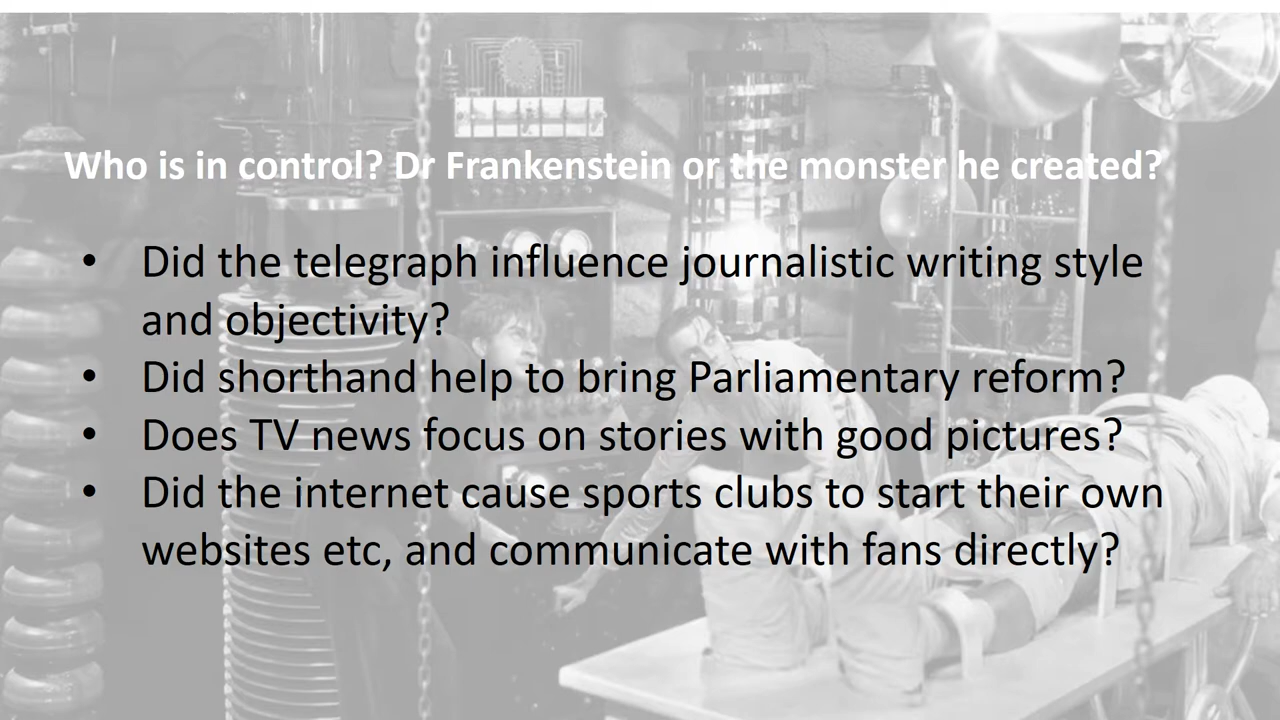 Who is in control? Dr Frankenstein or the monster he created?
• Did the telegraph influence journalistic writing style
and objectivity?
• Did shorthand help to bring Parliamentary reform?
• Does TV news focus on stories with good pictures?
• Did the internet cause sports clubs to start their own
websites etc, and communicate with fans directly?